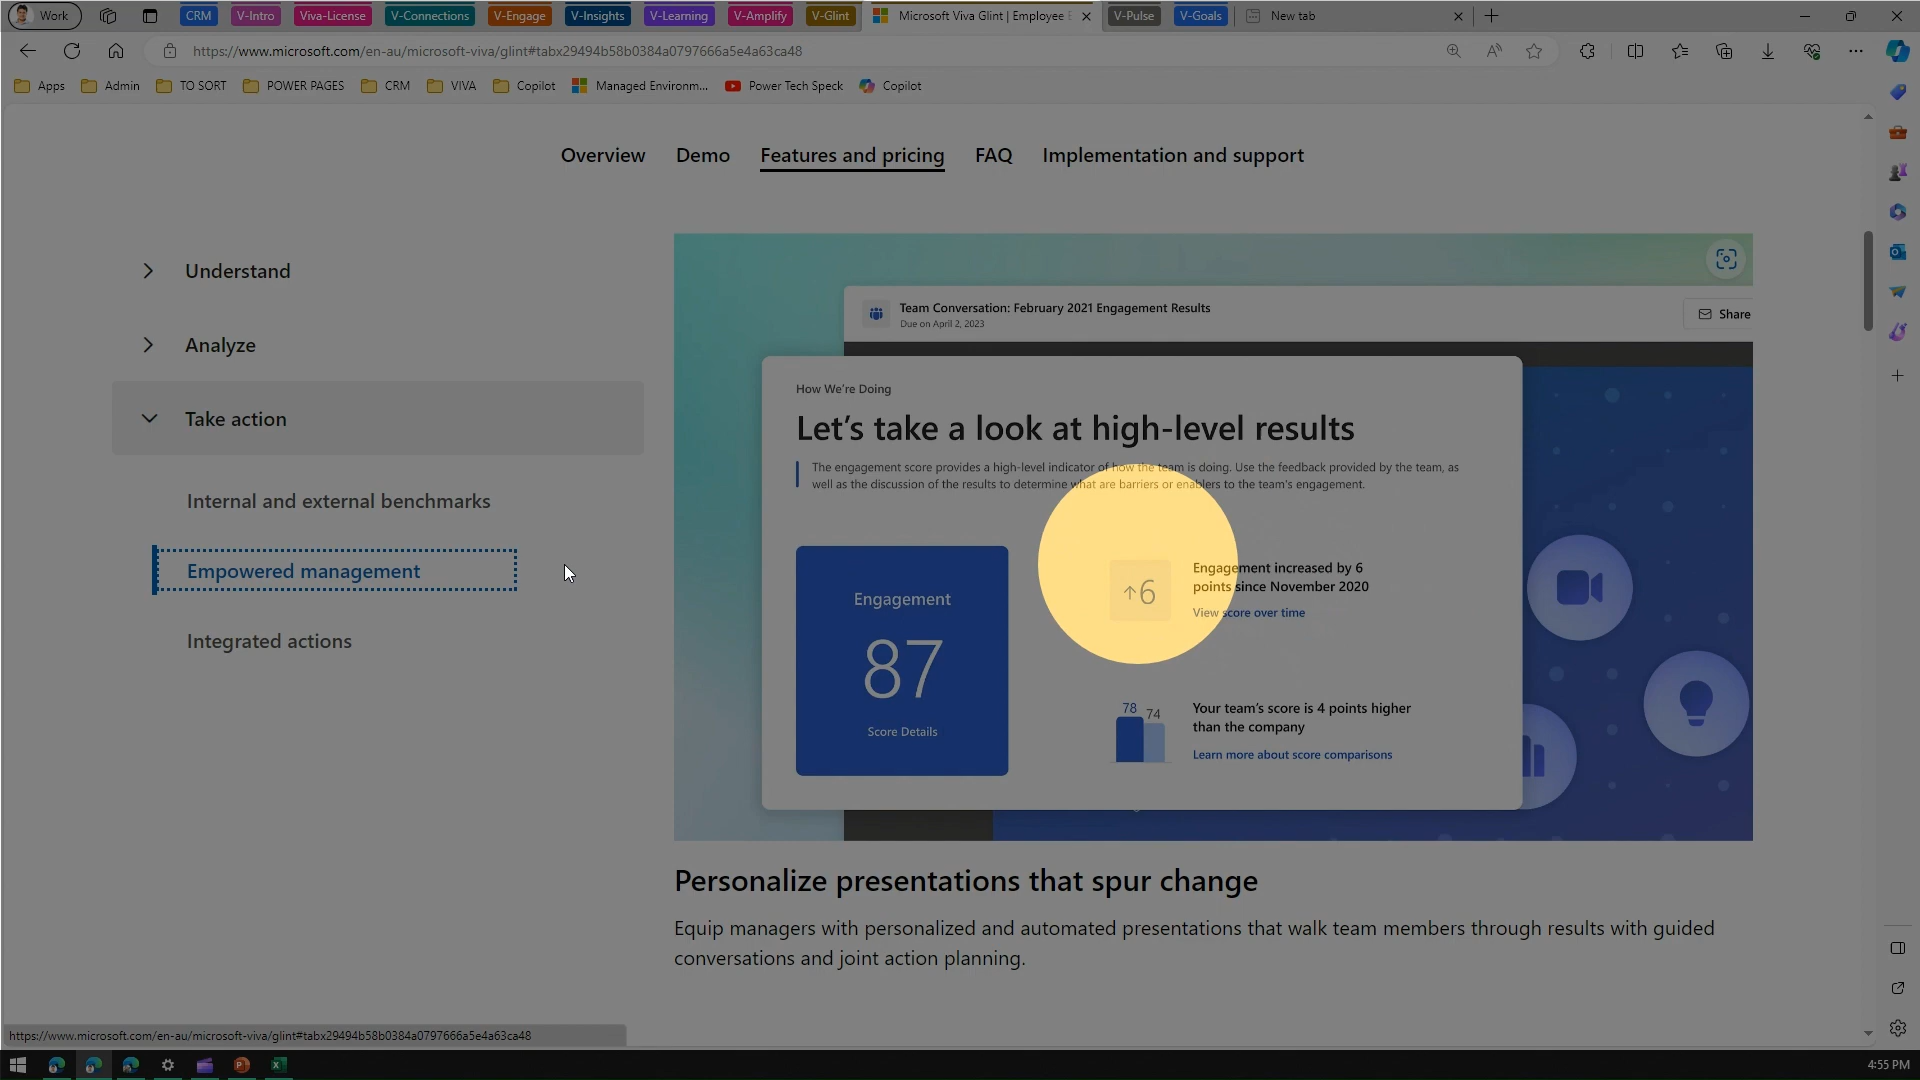 Work
CRM
V-Intro
Viva-License
V-Connections
V-Engage
V-Insights
V-Learning
V-Amplify
V-Glint
Microsoft Viva Glint | Employee E
V-Pulse
V-Goals
New tab
https://www.microsoft.com/en-au/microsoft-viva/glint#tabx29494b58b0384a0797666a5e4a63ca48
Apps
Admin
TO SORT
POWER PAGES
CRM
VIVA
Copilot
Managed Environm...
Power Tech Speck
Copilot
Overview
Demo
Features and pricing
FAQ
Implementation and support
Understand
Analyze
Take action
Internal and external benchmarks
Empowered management
Integrated actions
Team Conversation: February 2021 Engagement Results
Due on April 2, 2023
Share
How We're Doing
Let's take a look at high-level results
The engagement score provides a high-level indicator of how the team is doing. Use the feedback provided by the team, as
well as the discussion of the results to determine what are barriers or enablers to the team's engagement.
Engagement
87
Score Details
↑6
Engagement increased by 6
points since November 2020
View score over time
78
74
Your team's score is 4 points higher
than the company
Learn more about score comparisons
Personalize presentations that spur change
Equip managers with personalized and automated presentations that walk team members through results with guided
conversations and joint action planning.
https://www.microsoft.com/en-au/microsoft-viva/glint#tabx29494b58b0384a0797666a5e4a63ca48
4:55 PM